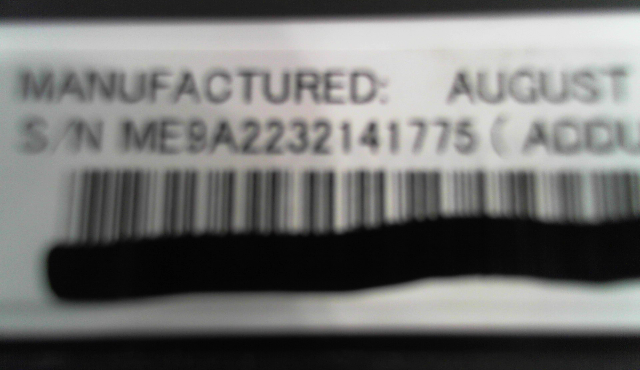 MANUFACTURED: AUGUST
S/N ME9A2232141775 ( ADDU